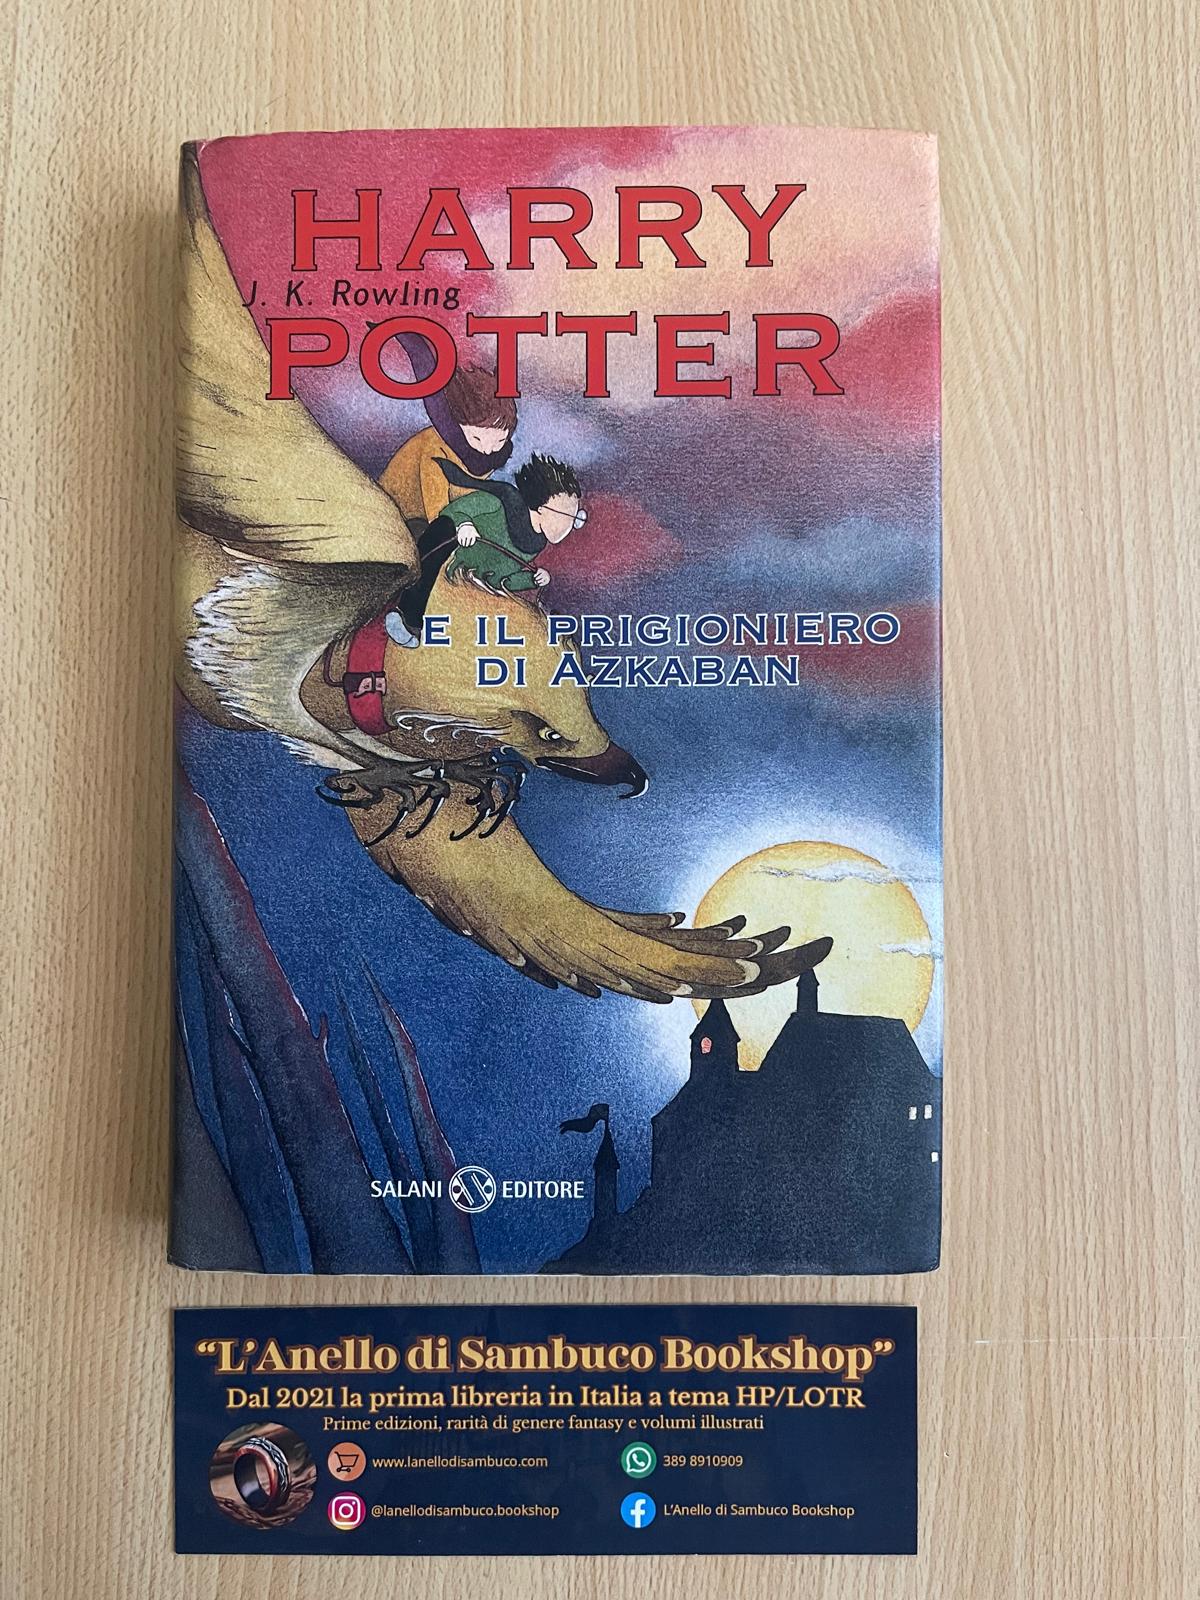 HARRY
J. K. Rowling
POTTER
E IL PRIGIONIERO
DI AZKABAN
SALANI EDITORE
“L’Anello di Sambuco Bookshop”
Dal 2021 la prima libreria in Italia a tema HP/LOTR
Prime edizioni, rarità di genere fantasy e volumi illustrati
www.lanellodisambuco.com
389 8910909
@lanellodisambuco.bookshop
L’Anello di Sambuco Bookshop